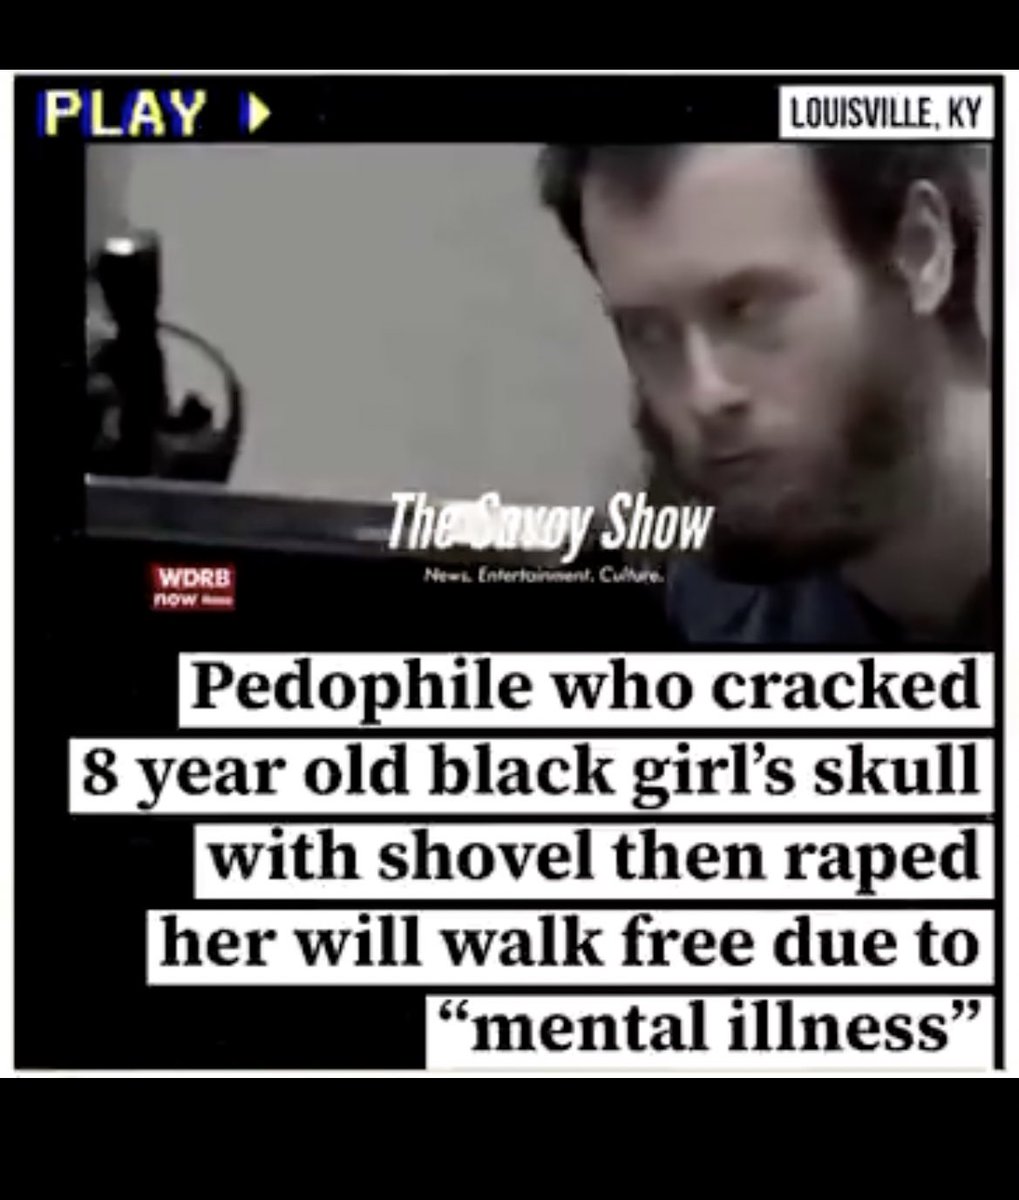 PLAY
LOUISVILLE, KY
The Savoy Show
News. Entertainment. Culture.
WDRB
now
Pedophile who cracked
8 year old black girl’s skull
with shovel then raped
her will walk free due to
“mental illness”